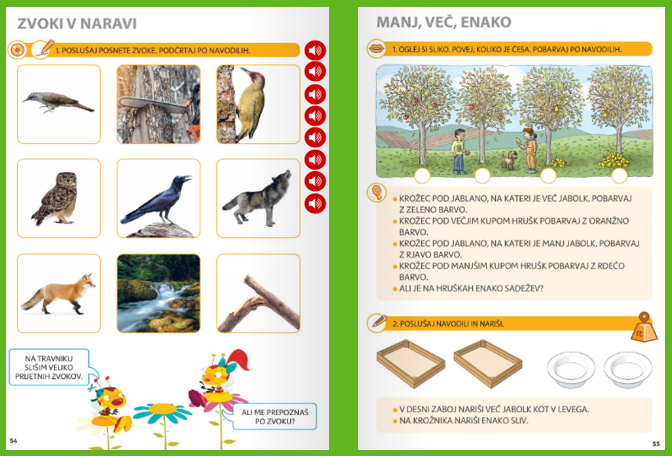 ZVOKI V NARAVI
1. POSLUŠAJ POSNETE ZVOKE. PODČRTAJ PO NAVODILIH.
NA TRAVNIKU
SLIŠIM VELIKO
PRIJETNIH ZVOKOV.
ALI ME PREPOZNAŠ
PO ZVOKU?
54
MANJ, VEČ, ENAKO
1. OGLEJ SI SLIKO, POVEJ, KOLIKO JE ČESA. POBARVAJ PO NAVODILIH.
KROŽEC POD JABLANO, NA KATERI JE VEČ JABOLK, POBARVAJ
Z ZELENO BARVO.
KROŽEC POD VEČJIM KUPOM HRUŠK POBARVAJ Z ORANŽNO
BARVO.
KROŽEC POD JABLANO, NA KATERI JE MANJ JABOLK, POBARVAJ
Z RJAVO BARVO.
KROŽEC POD MANJŠIM KUPOM HRUŠK POBARVAJ Z RDEČO
BARVO.
ALI JE NA HRUŠKAH ENAKO SADEŽEV?
2. POSLUŠAJ NAVODILI IN NARIŠI.
V DESNI ZABOJ NARIŠI VEČ JABOLK KOT V LEVEGA.
NA KROŽNIKA NARIŠI ENAKO SLIV.
55